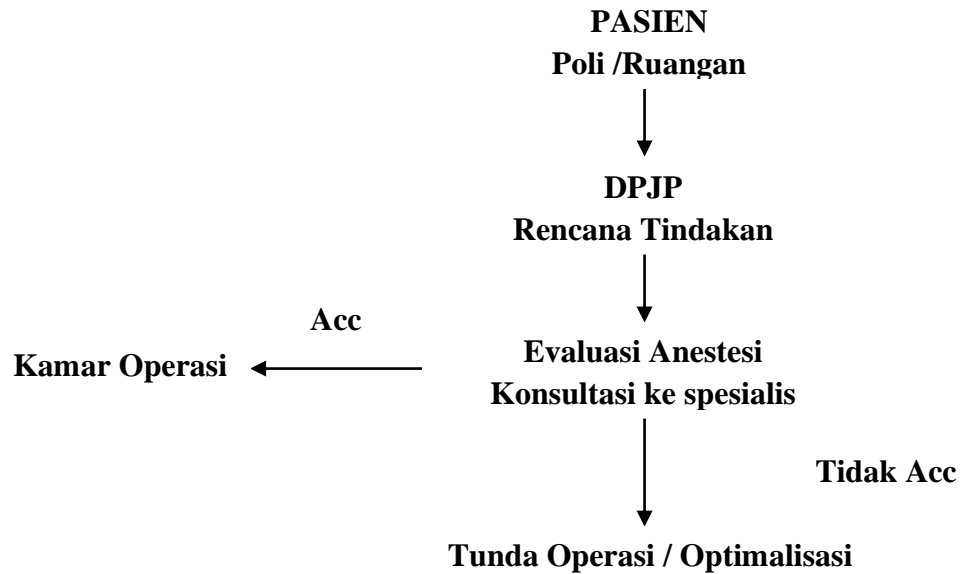 PASIEN
Poli /Ruangan
DPJP
Rencana Tindakan
Acc
Kamar Operasi
Evaluasi Anestesi
Konsultasi ke spesialis
Tidak Acc
Tunda Operasi / Optimalisasi